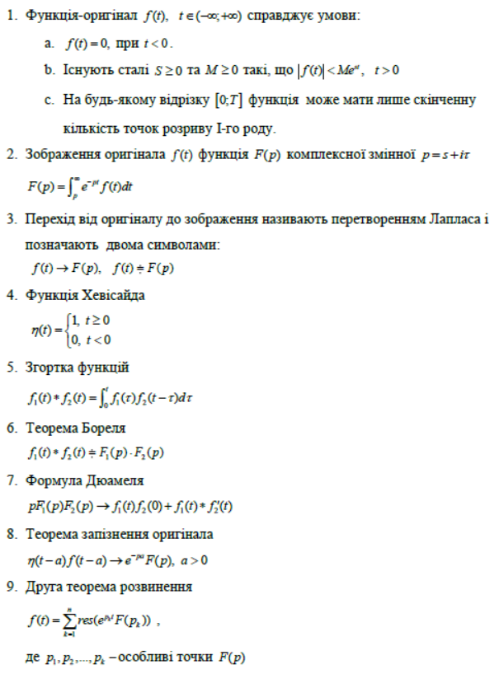 1. Функція-оригінал f(t), t∈(−∞;+∞) справджує умови:
a. f(t)=0, при t<0.
b. Існують сталі S≥0 та M≥0 такі, що |f(t)|<Me^{st}, t>0
c. На будь-якому відрізку [0;T] функція може мати лише скінченну
кількість точок розриву І-го роду.
2. Зображення оригінала f(t) функція F(p) комплексної змінної p=s+iτ
F(p)=∫_p^∞ e^{-pt} f(t)dt
3. Перехід від оригіналу до зображення називають перетворенням Лапласа і
позначають двома символами:
f(t)→F(p), f(t)≑F(p)
4. Функція Хевісайда
η(t)={1, t≥0
0, t<0
5. Згортка функцій
f₁(t)*f₂(t)=∫_0^t f₁(τ)f₂(t−τ)dτ
6. Теорема Бореля
f₁(t)*f₂(t)≑F₁(p)·F₂(p)
7. Формула Дюамеля
pF₁(p)F₂(p)→f₁(t)f₂(0)+f₁(t)*f₂′(t)
8. Теорема запізнення оригінала
η(t−a)f(t−a)→e^{-pa}F(p), a>0
9. Друга теорема розвинення
f(t)=∑_{k=1}^n res(e^{p_k t}F(p_k)) ,
де p₁,p₂,...,p_k −особливі точки F(p)